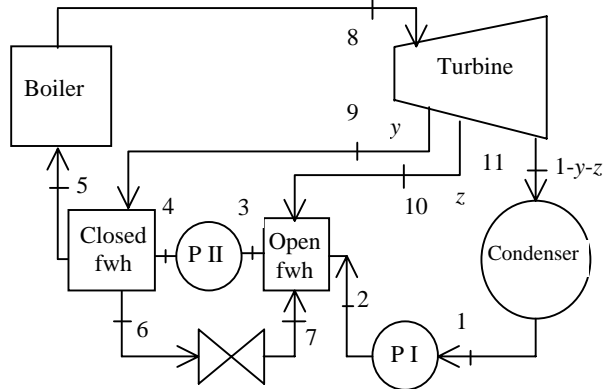 8
Turbine
Boiler
9
y
11
1-y-z
5
4
3
10
z
Closed
fwh
P II
Open
fwh
Condenser
2
1
6
7
P I